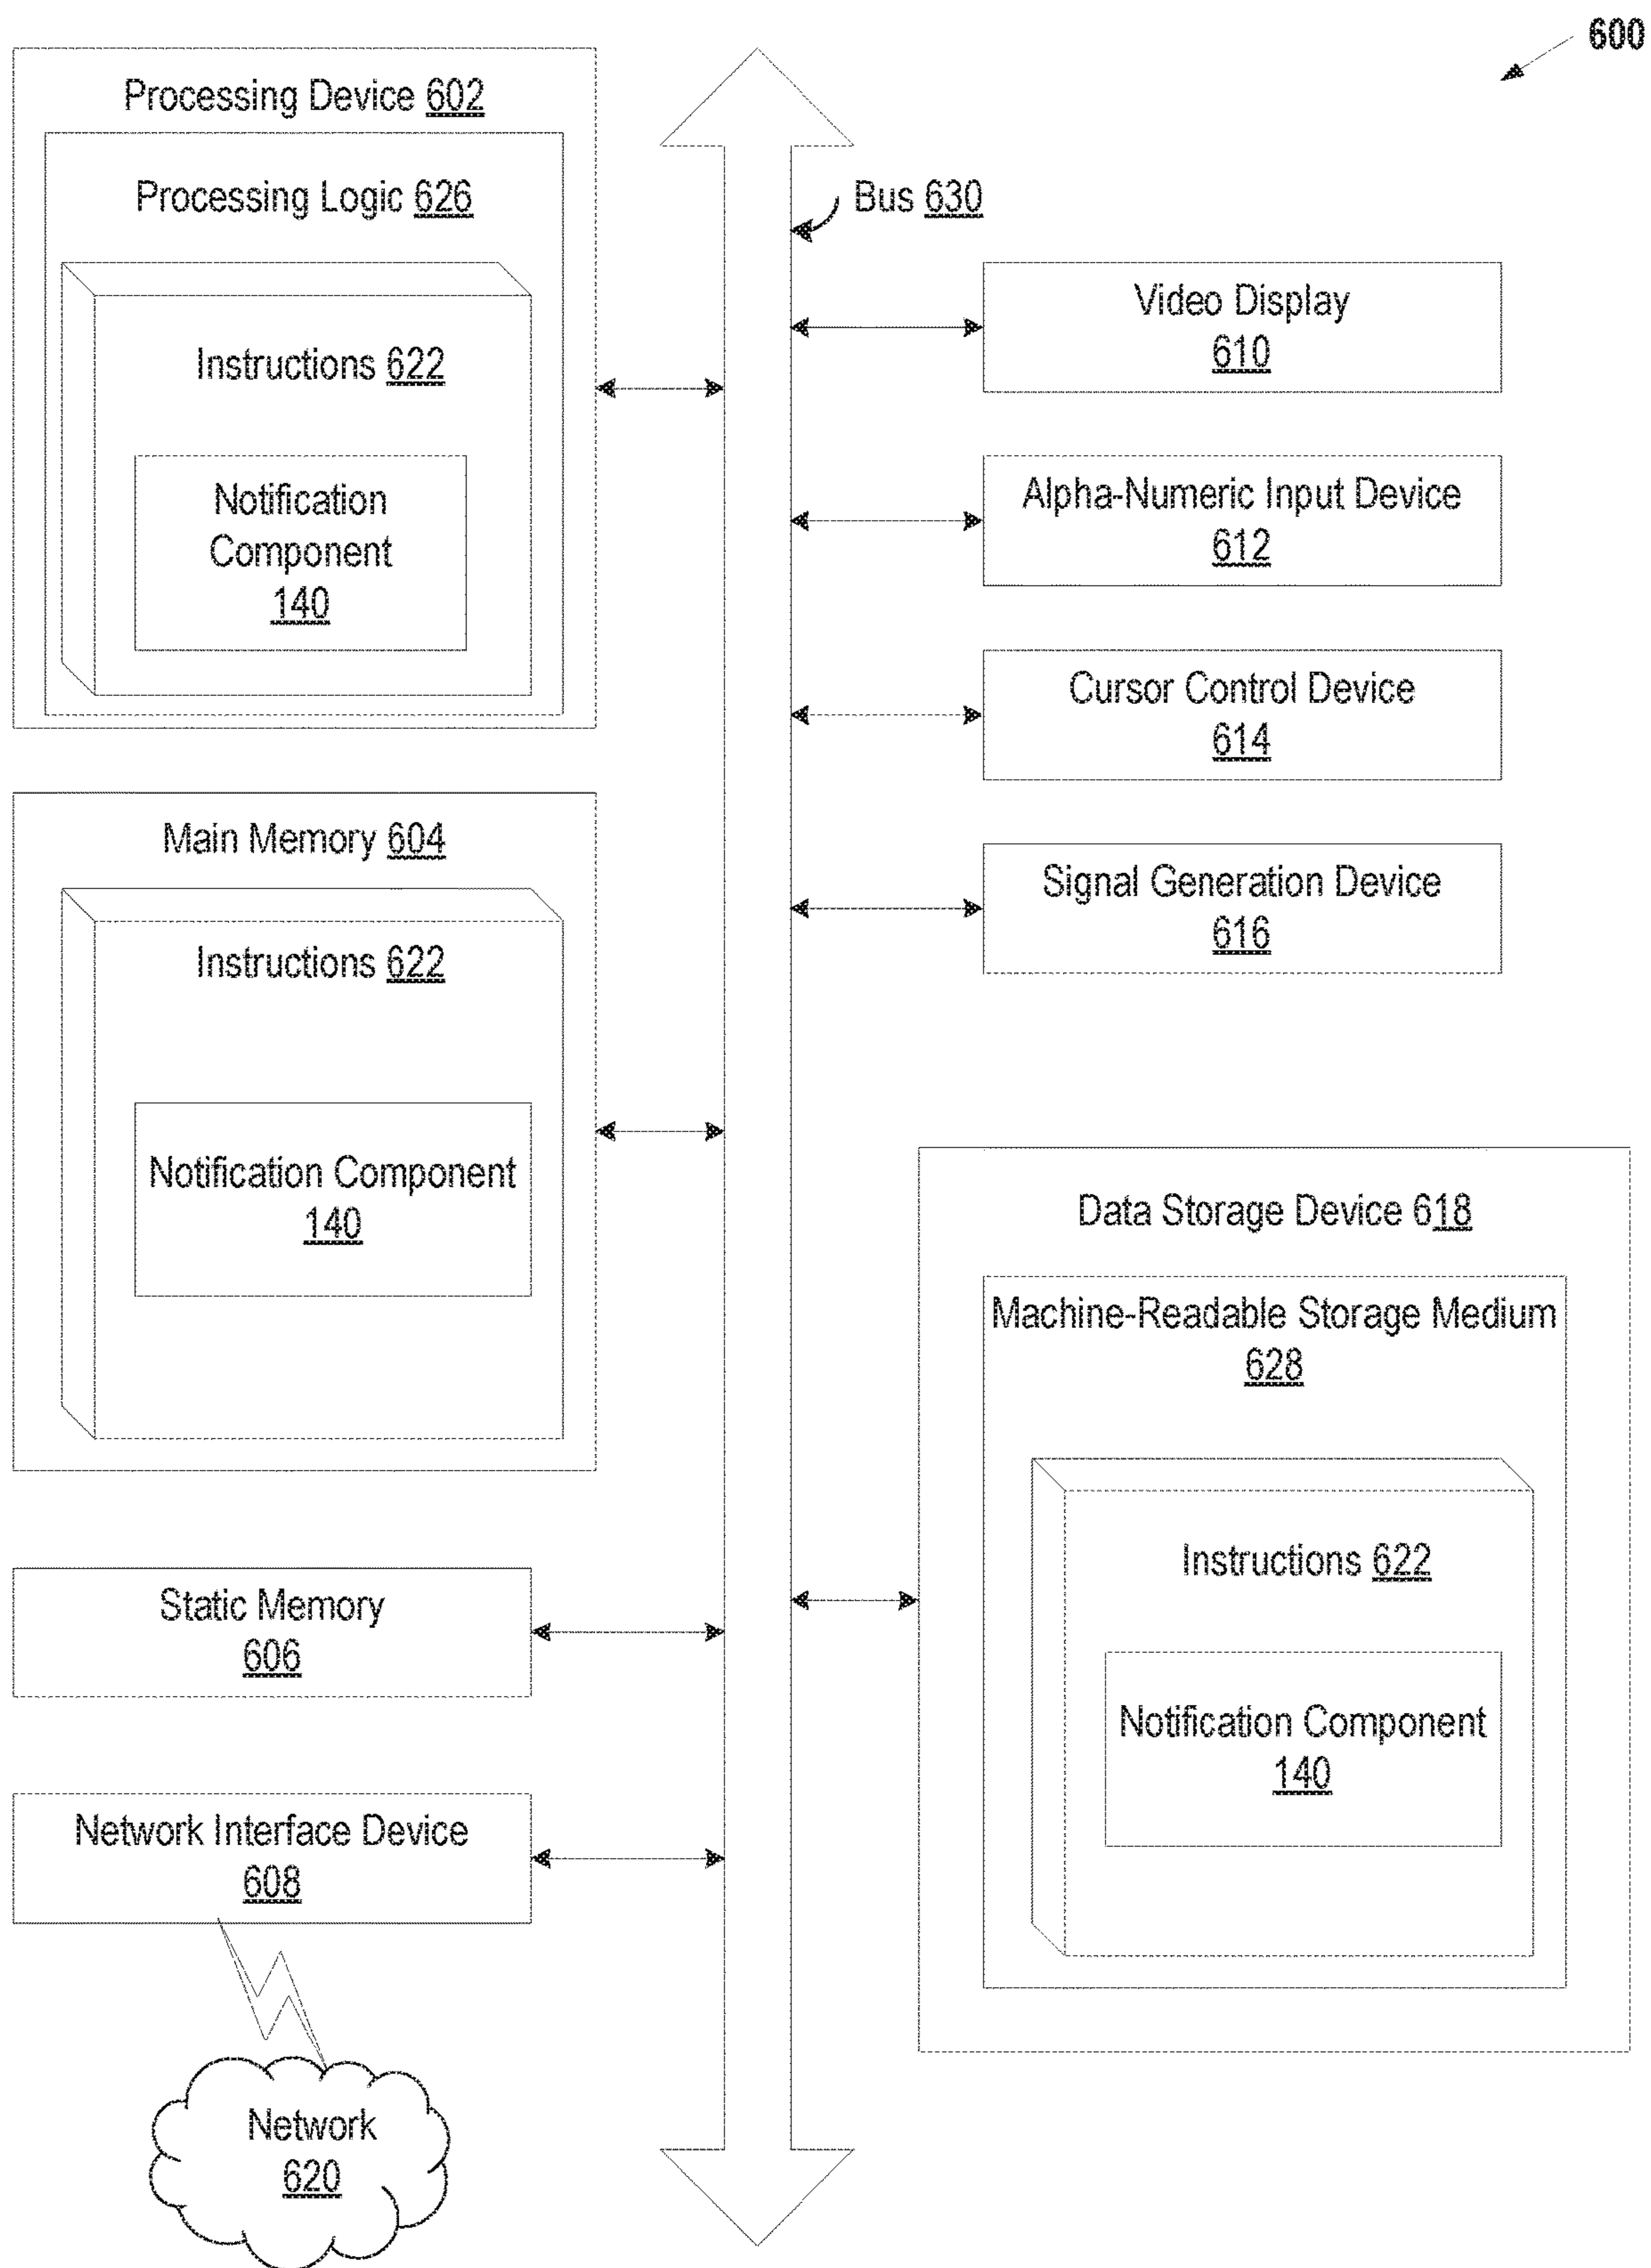 600
Processing Device 602
Processing Logic 626
Instructions 622
Notification
Component
140
Bus 630
Video Display
610
Alpha-Numeric Input Device
612
Cursor Control Device
614
Signal Generation Device
616
Main Memory 604
Instructions 622
Notification Component
140
Data Storage Device 618
Machine-Readable Storage Medium
628
Instructions 622
Notification Component
140
Static Memory
606
Network Interface Device
608
Network
620